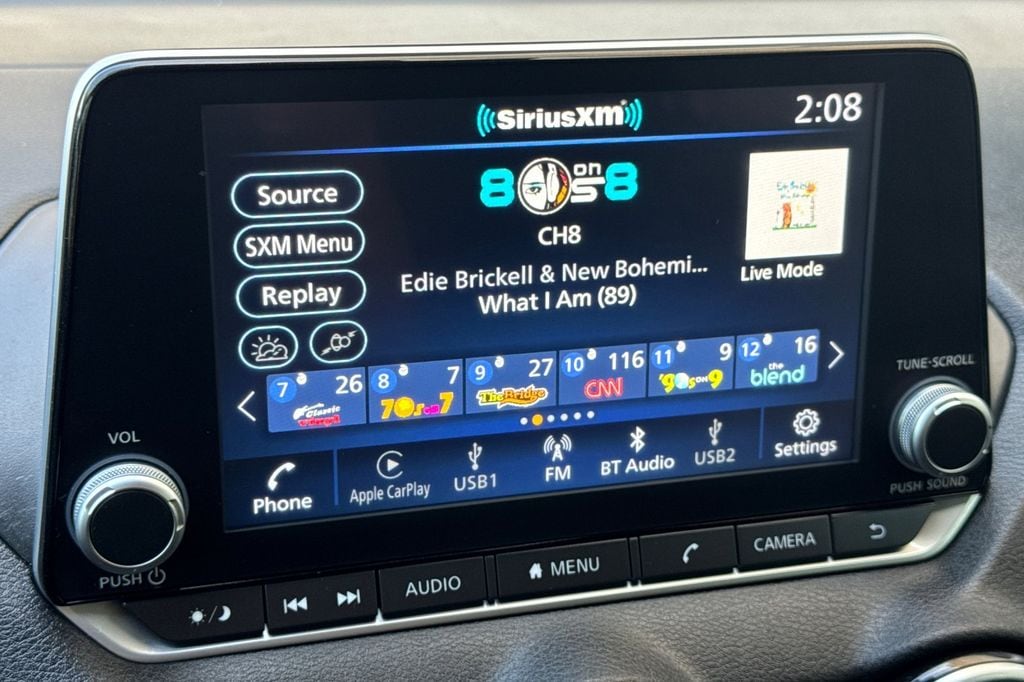 SiriusXM
2:08
Source
SXM Menu
Replay
8 on 8
CH8
Edie Brickell & New Bohemi...
What I Am (89)
Live Mode
7 26
Classic
8 7
70s on 7
9 27
The Bridge
10 116
CNN
11 9
'90s on 9
12 16
the blend
Phone
Apple CarPlay
USB1
FM
BT Audio
USB2
Settings
VOL
PUSH
TUNE·SCROLL
PUSH SOUND
AUDIO
MENU
CAMERA